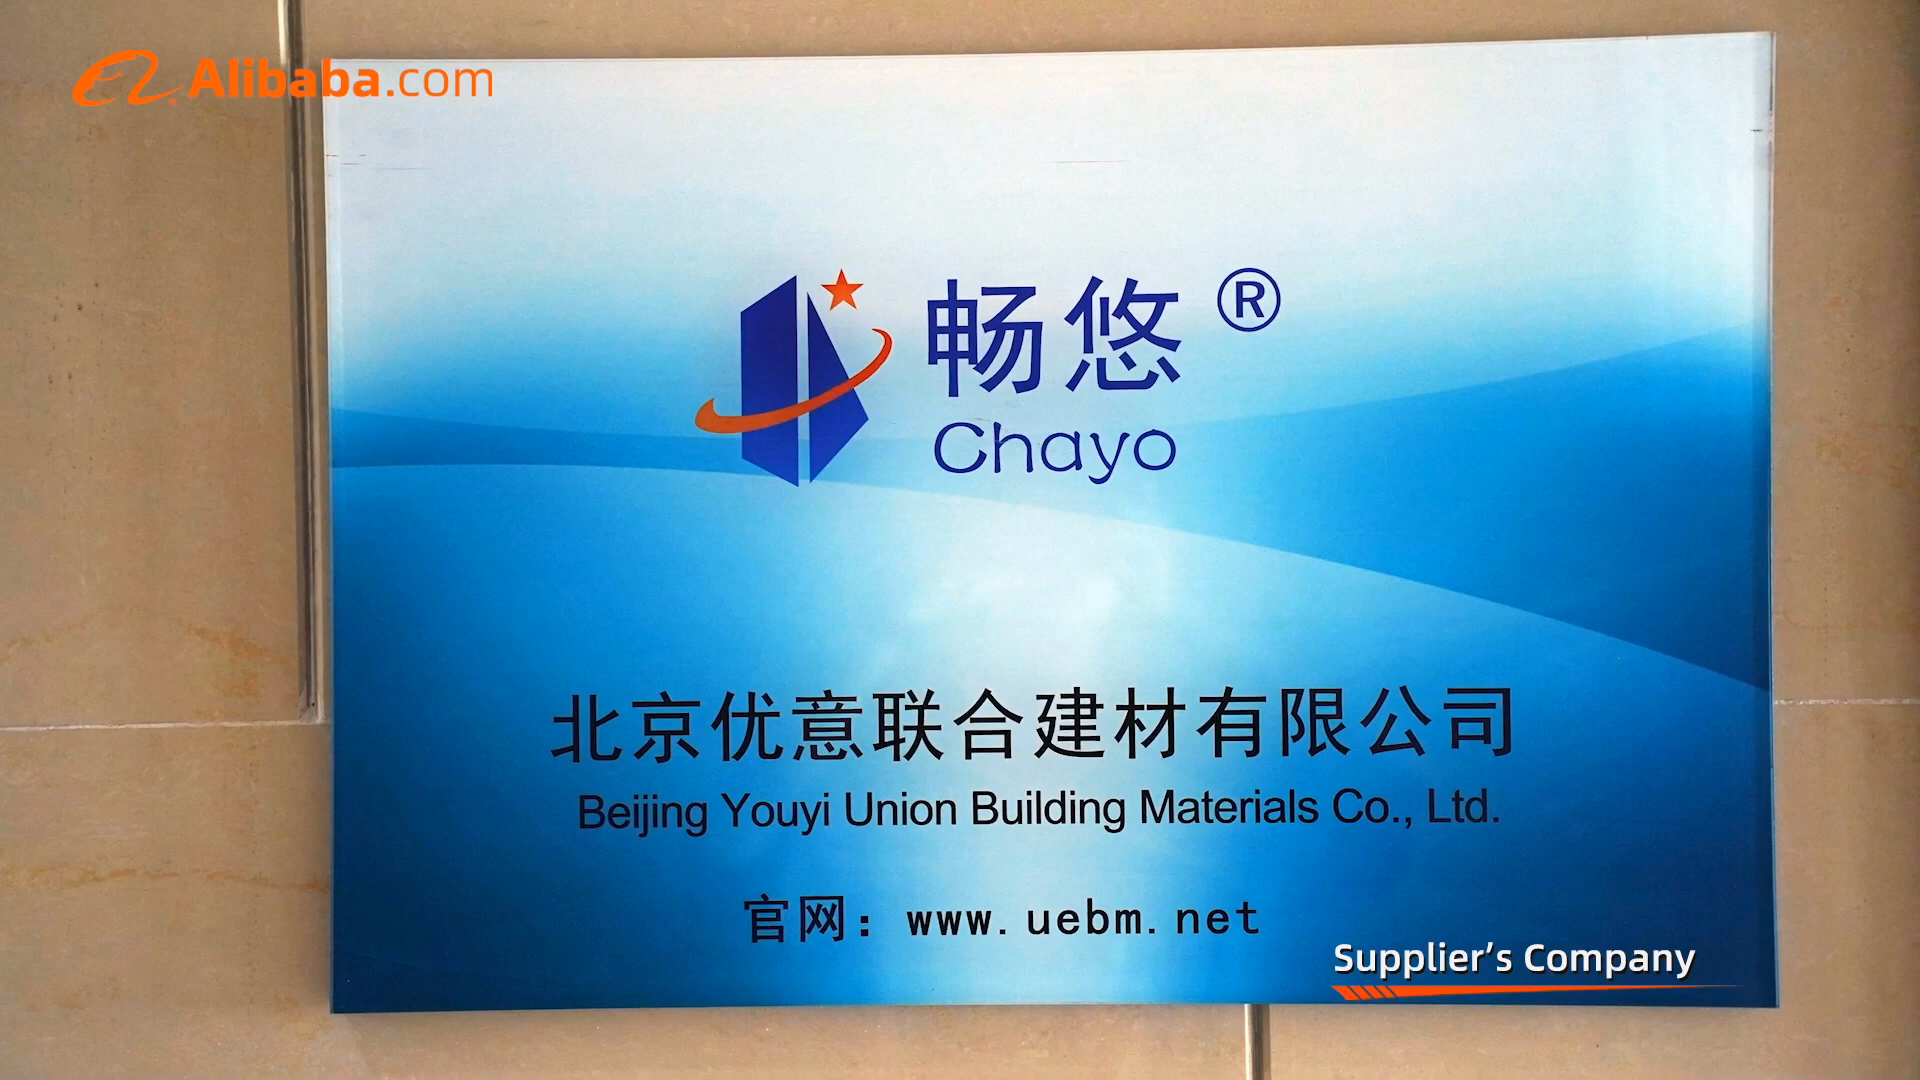 Alibaba.com
畅悠®
Chayo
北京优意联合建材有限公司
Beijing Youyi Union Building Materials Co., Ltd.
官网：www.uebm.net
Supplier's Company